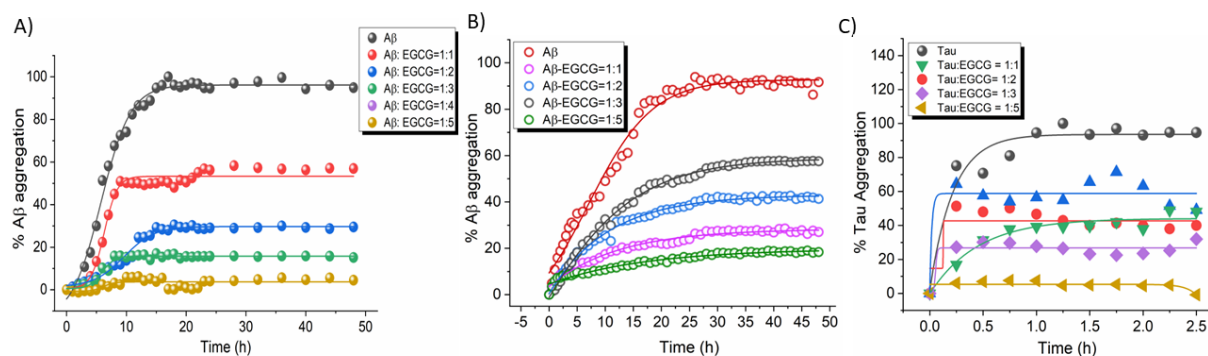 A)
% Aβ aggregation
100
80
60
40
20
0
0 10 20 30 40 50
Time (h)
Aβ
Aβ: EGCG=1:1
Aβ: EGCG=1:2
Aβ: EGCG=1:3
Aβ: EGCG=1:4
Aβ: EGCG=1:5
B)
% Aβ aggregation
100
80
60
40
20
0
-5 0 5 10 15 20 25 30 35 40 45 50
Time (h)
Aβ
Aβ-EGCG=1:1
Aβ-EGCG=1:2
Aβ-EGCG=1:3
Aβ-EGCG=1:5
C)
% Tau Aggregation
140
120
100
80
60
40
20
0
0.0 0.5 1.0 1.5 2.0 2.5
Time (h)
Tau
Tau:EGCG = 1:1
Tau:EGCG = 1:2
Tau:EGCG = 1:3
Tau:EGCG = 1:5